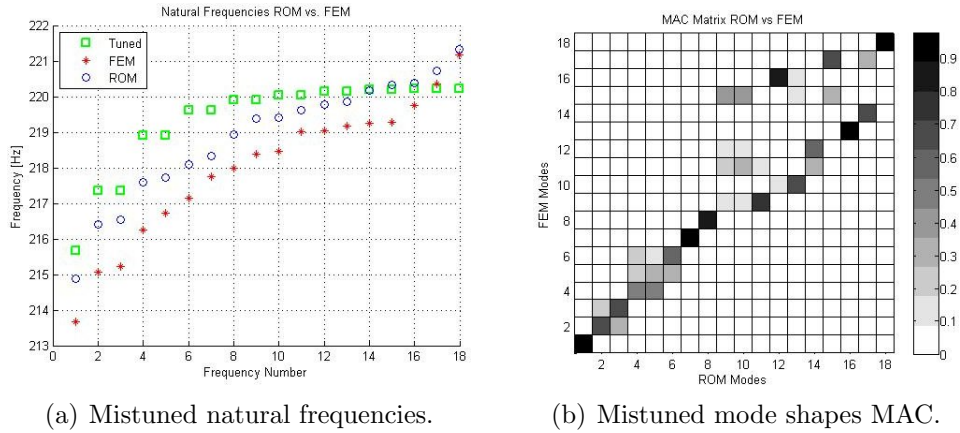 Natural Frequencies ROM vs. FEM
222
221
220
219
218
217
216
215
214
213
Frequency [Hz]
Tuned
FEM
ROM
0 2 4 6 8 10 12 14 16 18
Frequency Number
MAC Matrix ROM vs FEM
18
16
14
12
10
8
6
4
2
FEM Modes
2 4 6 8 10 12 14 16 18
ROM Modes
0.9
0.8
0.7
0.6
0.5
0.4
0.3
0.2
0.1
0
(a) Mistuned natural frequencies.
(b) Mistuned mode shapes MAC.